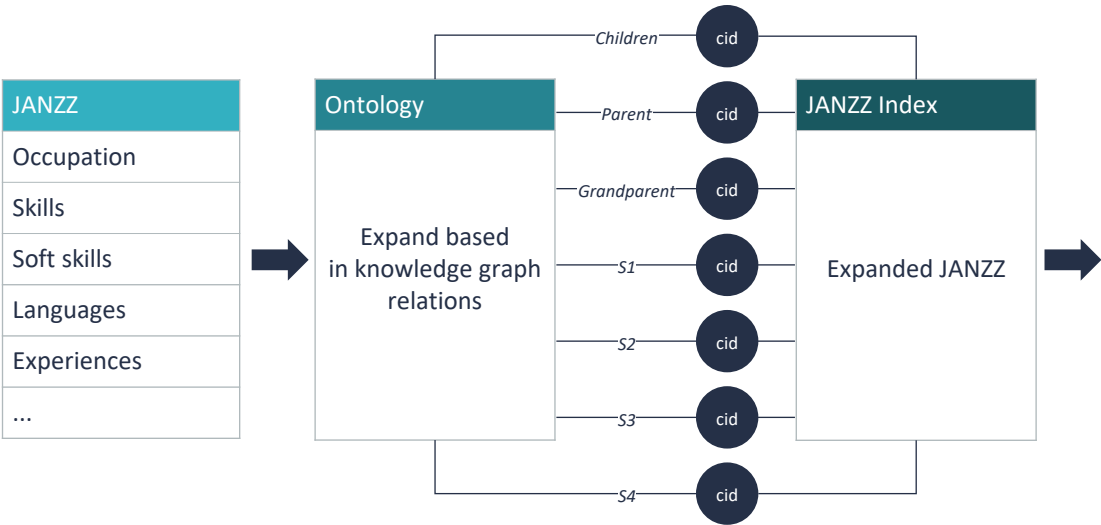 JANZZ
Occupation
Skills
Soft skills
Languages
Experiences
...
Ontology
Expand based
in knowledge graph
relations
Children
cid
Parent
cid
Grandparent
cid
S1
cid
S2
cid
S3
cid
S4
cid
JANZZ Index
Expanded JANZZ